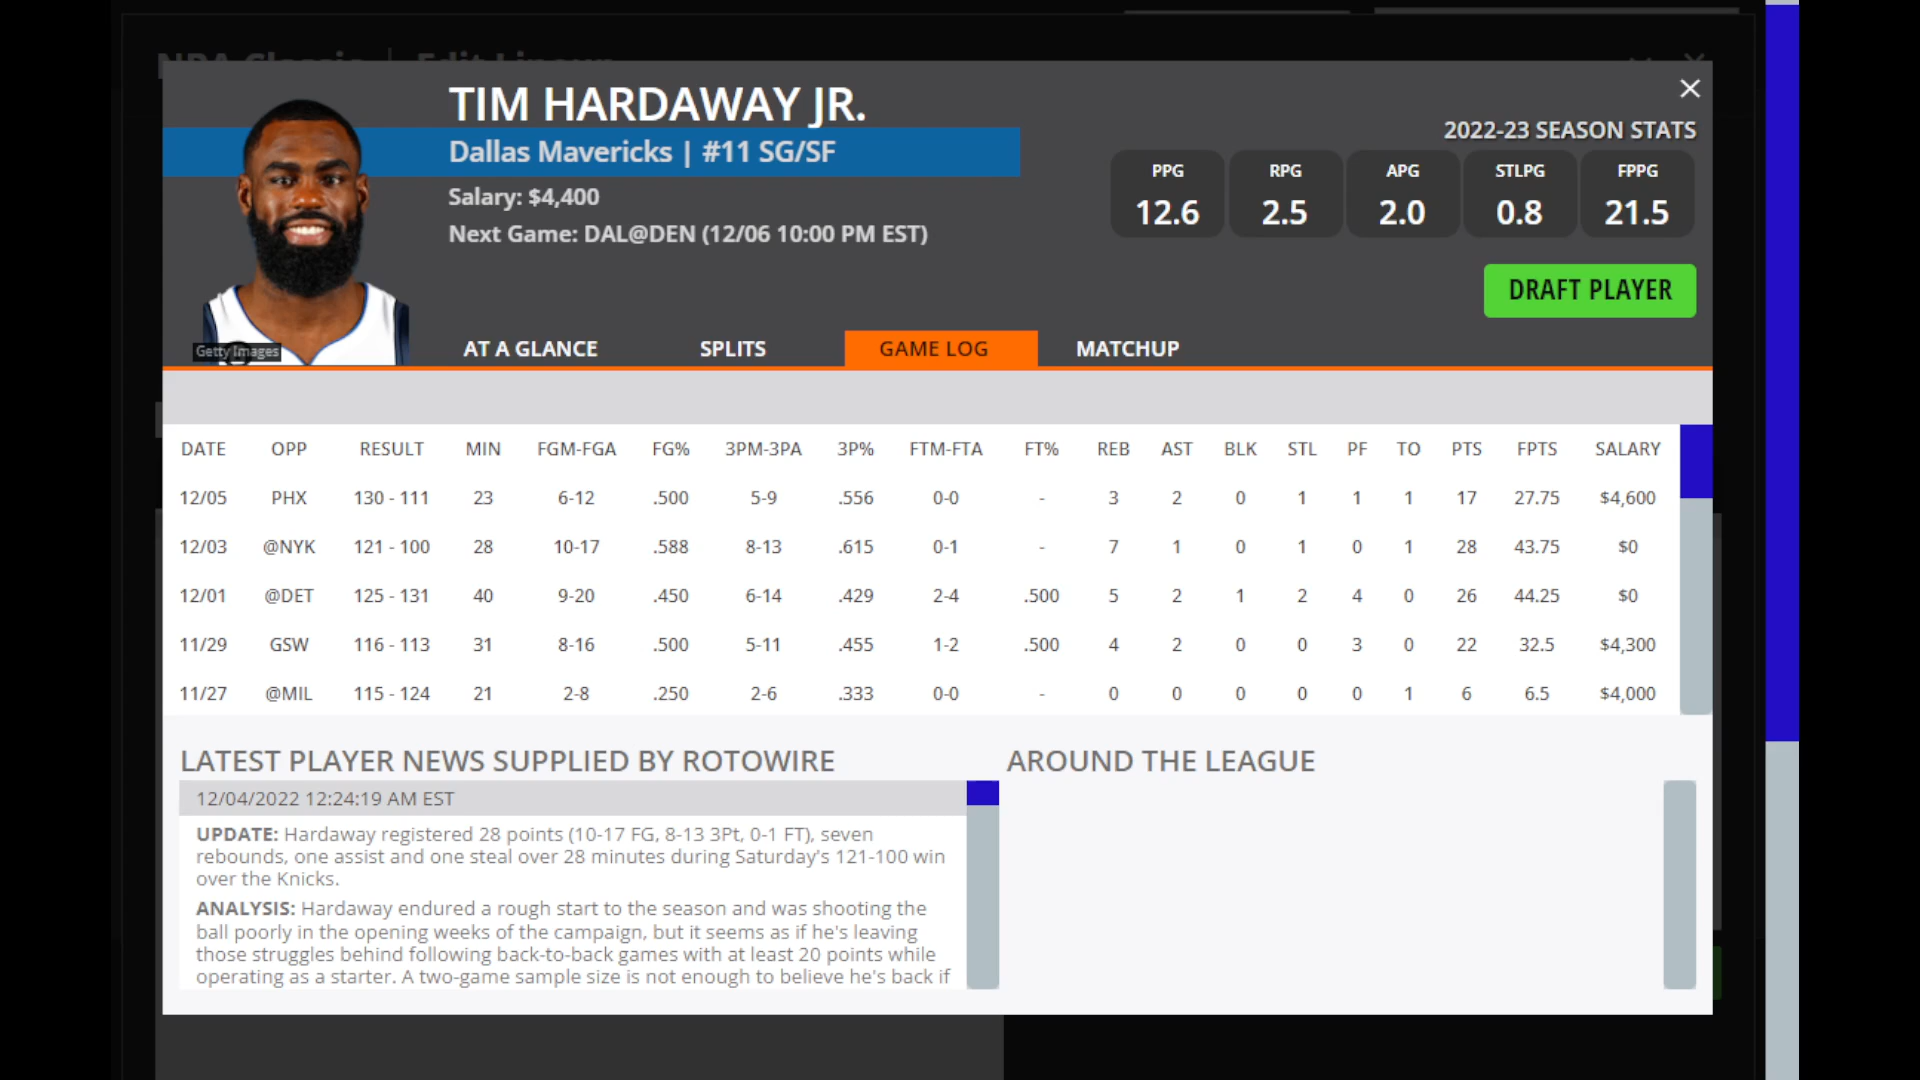 NBA Classic | Edit Lineup
TIM HARDAWAY JR.
Dallas Mavericks | #11 SG/SF
Salary: $4,400
Next Game: DAL@DEN (12/06 10:00 PM EST)
2022-23 SEASON STATS
PPG RPG APG STLPG FPPG
12.6 2.5 2.0 0.8 21.5
DRAFT PLAYER
Getty Images
AT A GLANCE SPLITS GAME LOG MATCHUP
DATE OPP RESULT MIN FGM-FGA FG% 3PM-3PA 3P% FTM-FTA FT% REB AST BLK STL PF TO PTS FPTS SALARY
12/05 PHX 130 - 111 23 6-12 .500 5-9 .556 0-0 - 3 2 0 1 1 1 17 27.75 $4,600
12/03 @NYK 121 - 100 28 10-17 .588 8-13 .615 0-1 - 7 1 0 1 0 1 28 43.75 $0
12/01 @DET 125 - 131 40 9-20 .450 6-14 .429 2-4 .500 5 2 1 2 4 0 26 44.25 $0
11/29 GSW 116 - 113 31 8-16 .500 5-11 .455 1-2 .500 4 2 0 0 3 0 22 32.5 $4,300
11/27 @MIL 115 - 124 21 2-8 .250 2-6 .333 0-0 - 0 0 0 0 0 1 6 6.5 $4,000
LATEST PLAYER NEWS SUPPLIED BY ROTOWIRE
12/04/2022 12:24:19 AM EST
UPDATE: Hardaway registered 28 points (10-17 FG, 8-13 3Pt, 0-1 FT), seven
rebounds, one assist and one steal over 28 minutes during Saturday's 121-100 win
over the Knicks.
ANALYSIS: Hardaway endured a rough start to the season and was shooting the
ball poorly in the opening weeks of the campaign, but it seems as if he's leaving
those struggles behind following back-to-back games with at least 20 points while
operating as a starter. A two-game sample size is not enough to believe he's back if
AROUND THE LEAGUE